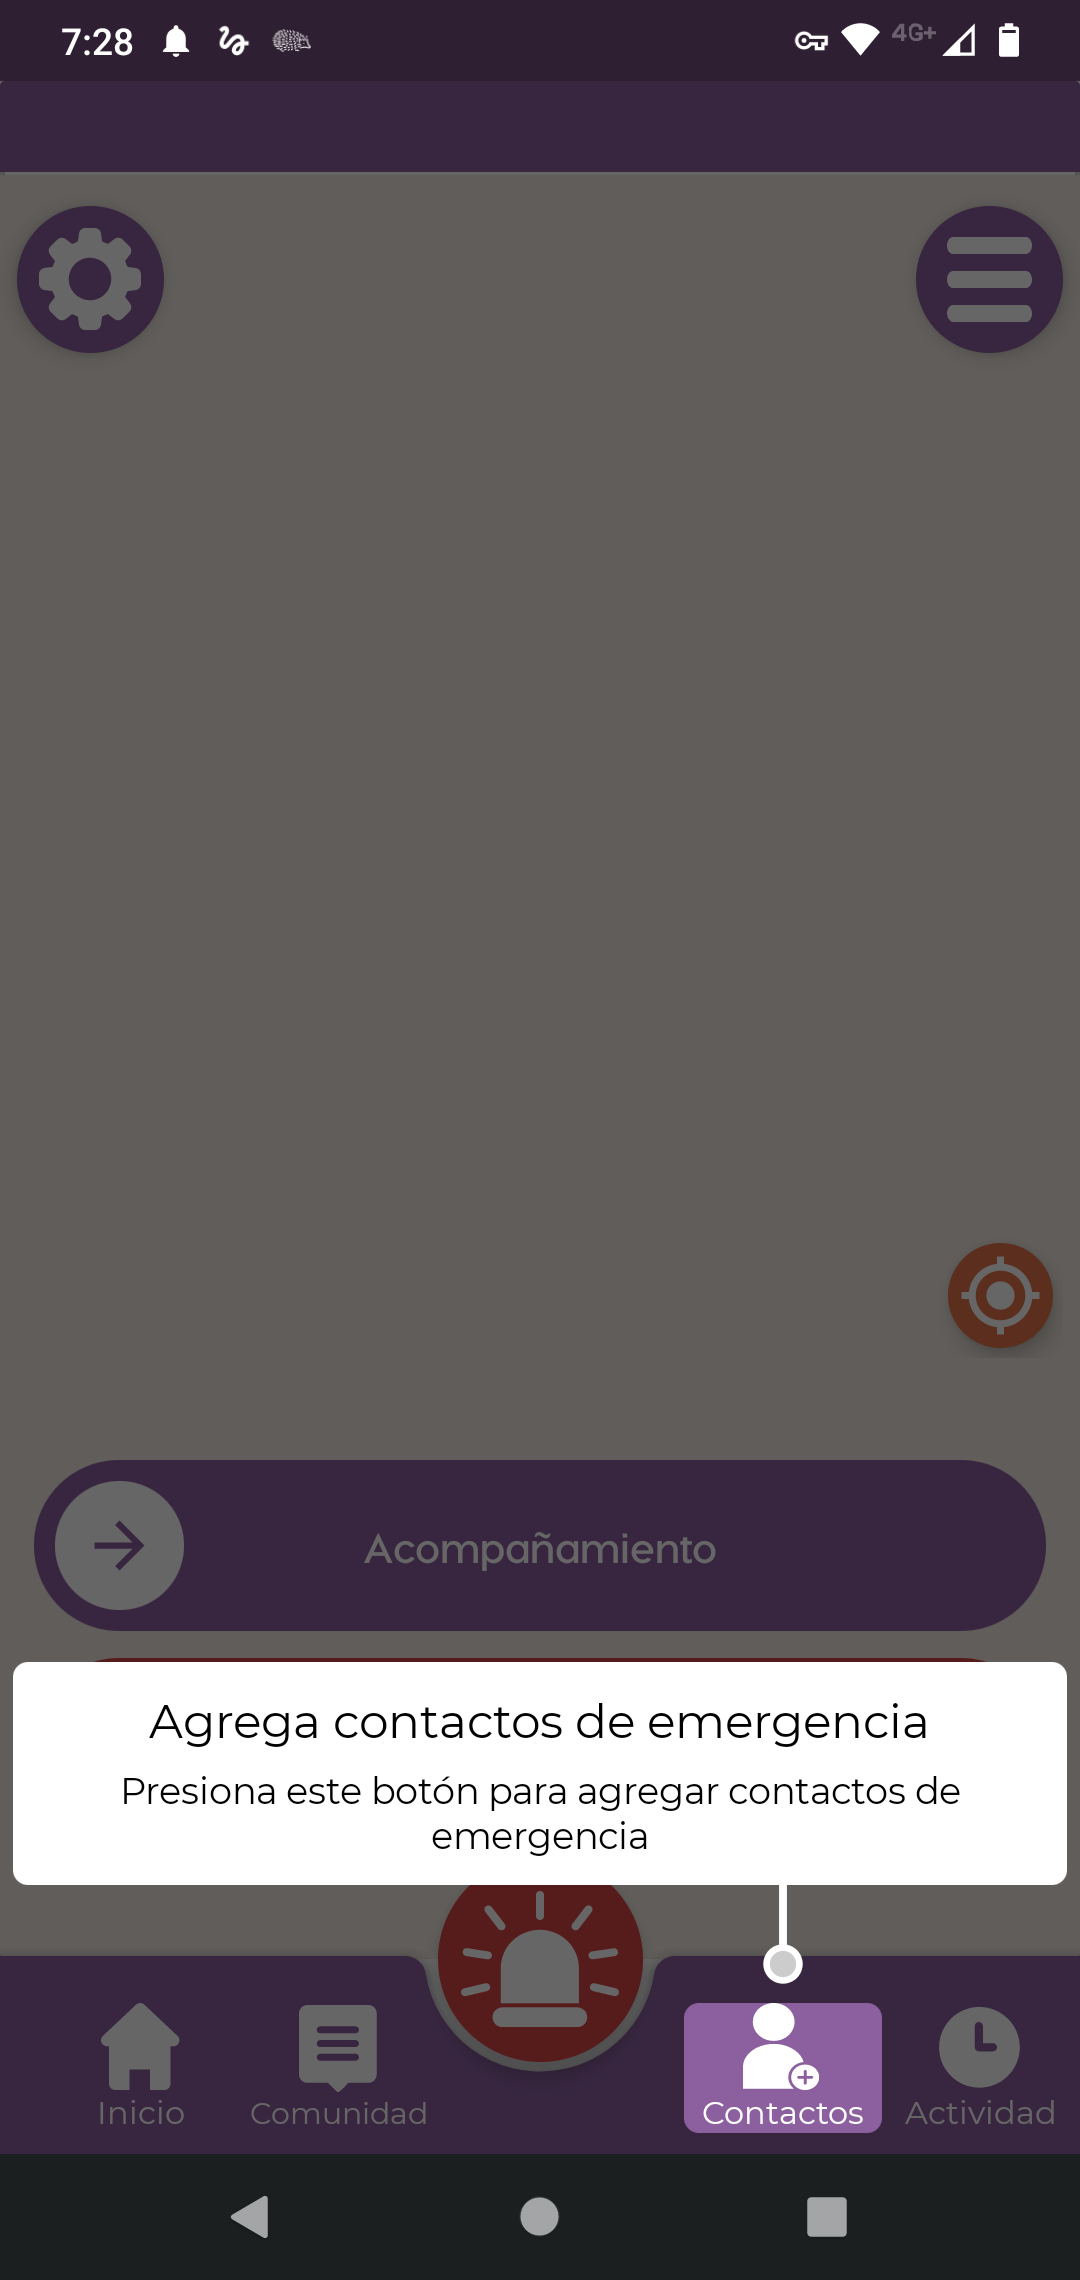 7:28
4G+
Acompañamiento
Agrega contactos de emergencia
Presiona este botón para agregar contactos de
emergencia
Inicio
Comunidad
Contactos
Actividad